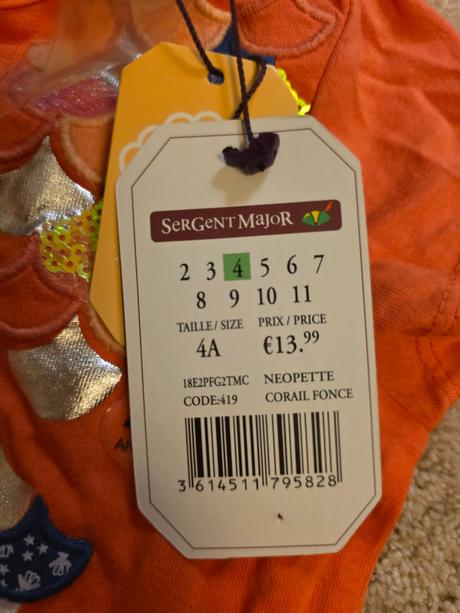 SERGENT MAJOR
2 3 4 5 6 7
8 9 10 11
TAILLE / SIZE PRIX / PRICE
4A €13.99
18E2PFG2TMC NEOPETTE
CODE:419 CORAIL FONCE
3 614511 795828